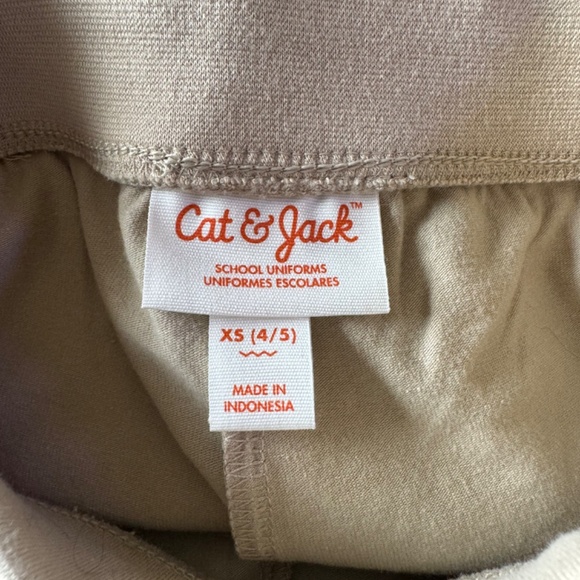 Cat & Jack™
SCHOOL UNIFORMS
UNIFORMES ESCOLARES
XS (4/5)
MADE IN
INDONESIA